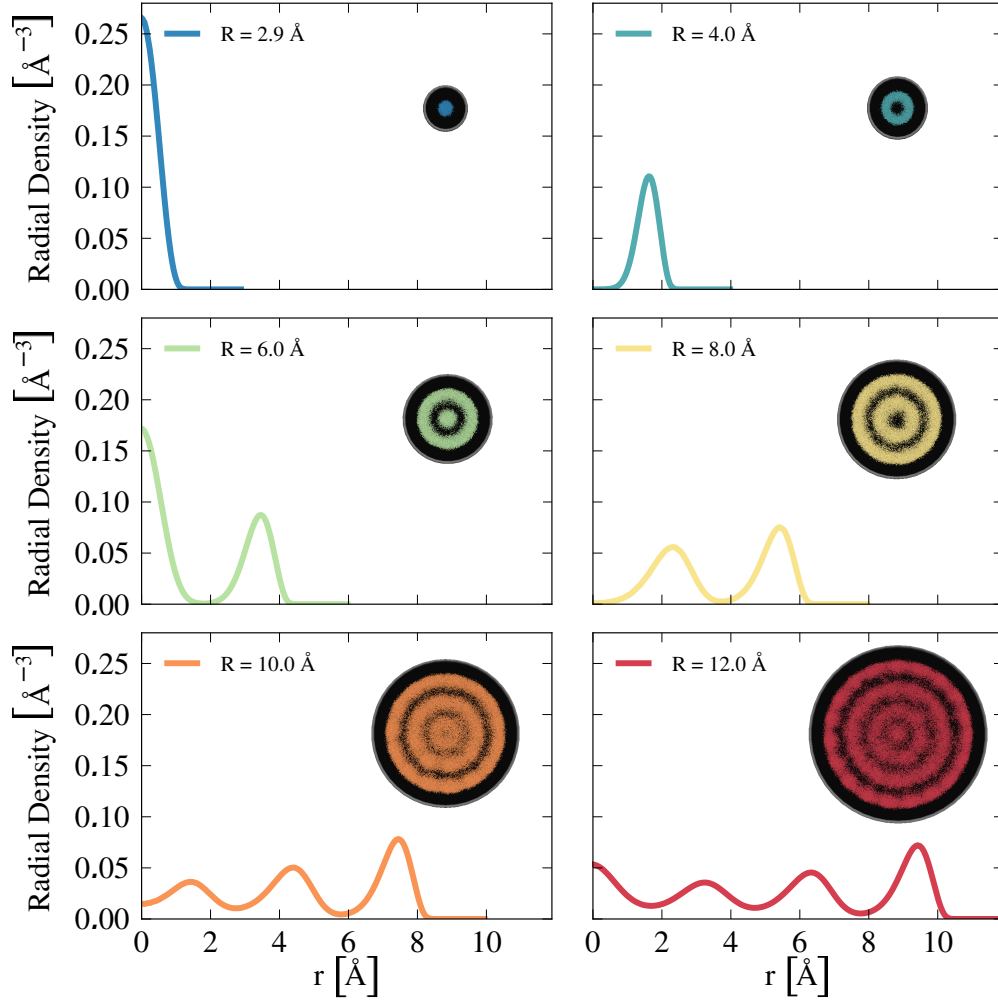 R = 2.9 Å
R = 4.0 Å
Radial Density [Å⁻³]
0.25
0.20
0.15
0.10
0.05
0.00
R = 6.0 Å
R = 8.0 Å
Radial Density [Å⁻³]
0.25
0.20
0.15
0.10
0.05
0.00
R = 10.0 Å
R = 12.0 Å
Radial Density [Å⁻³]
0.25
0.20
0.15
0.10
0.05
0.00
0 2 4 6 8 10
0 2 4 6 8 10
r [Å]
r [Å]